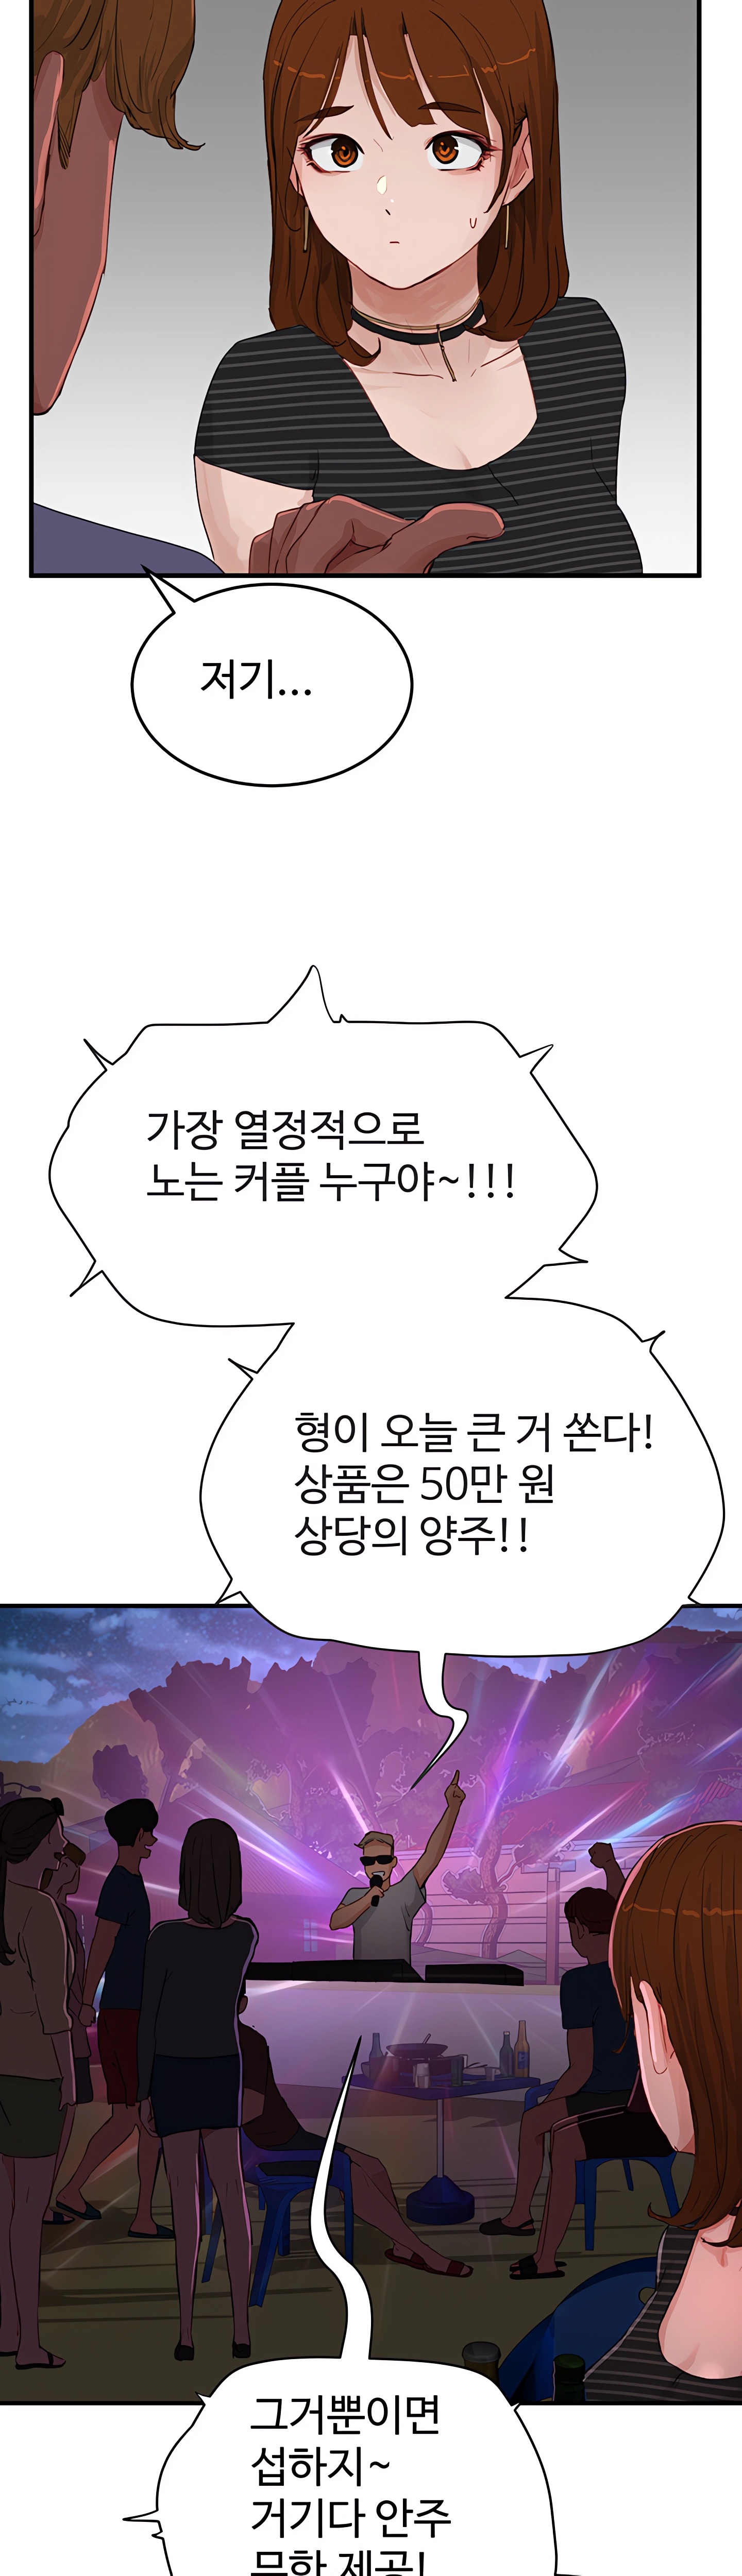 저기...
가장 열정적으로
노는 커플 누구야~!!!
형이 오늘 큰 거 쏜다!
상품은 50만 원
상당의 양주!!
그거뿐이면
섭하지~
거기다 안주
무한 제공!